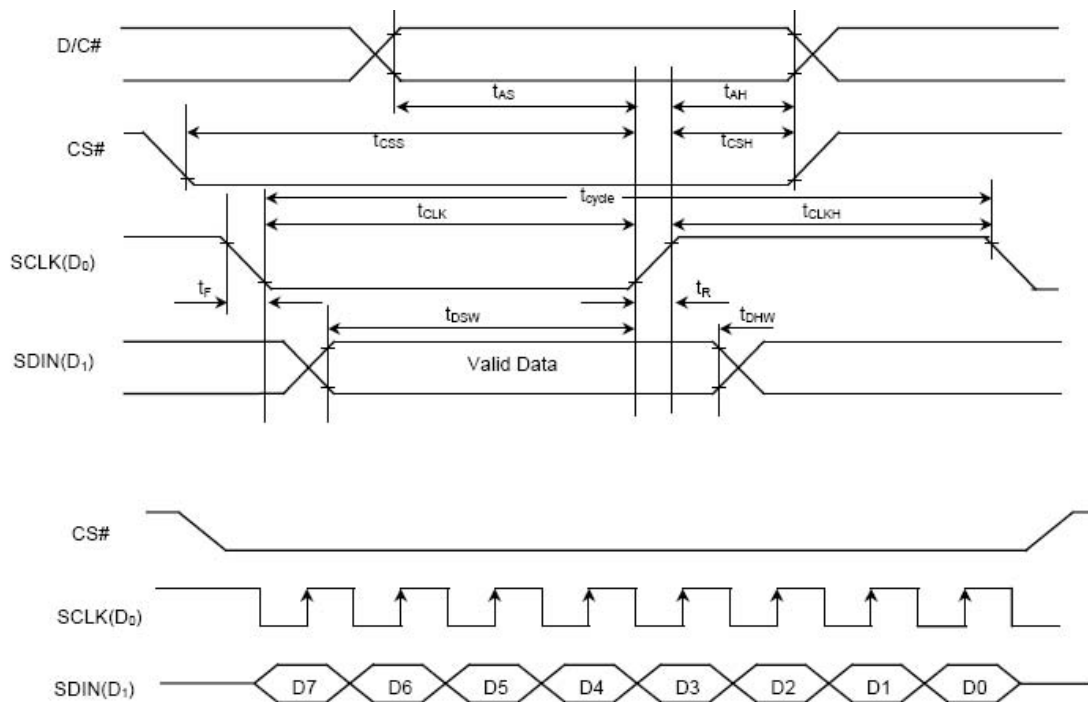 D/C#
tAS
tAH
CS#
tCSS
tCSH
tcycle
tCLK
tCLKH
SCLK(D₀)
tF
tR
tDSW
tDHW
SDIN(D₁)
Valid Data
CS#
SCLK(D₀)
SDIN(D₁)
D7 D6 D5 D4 D3 D2 D1 D0